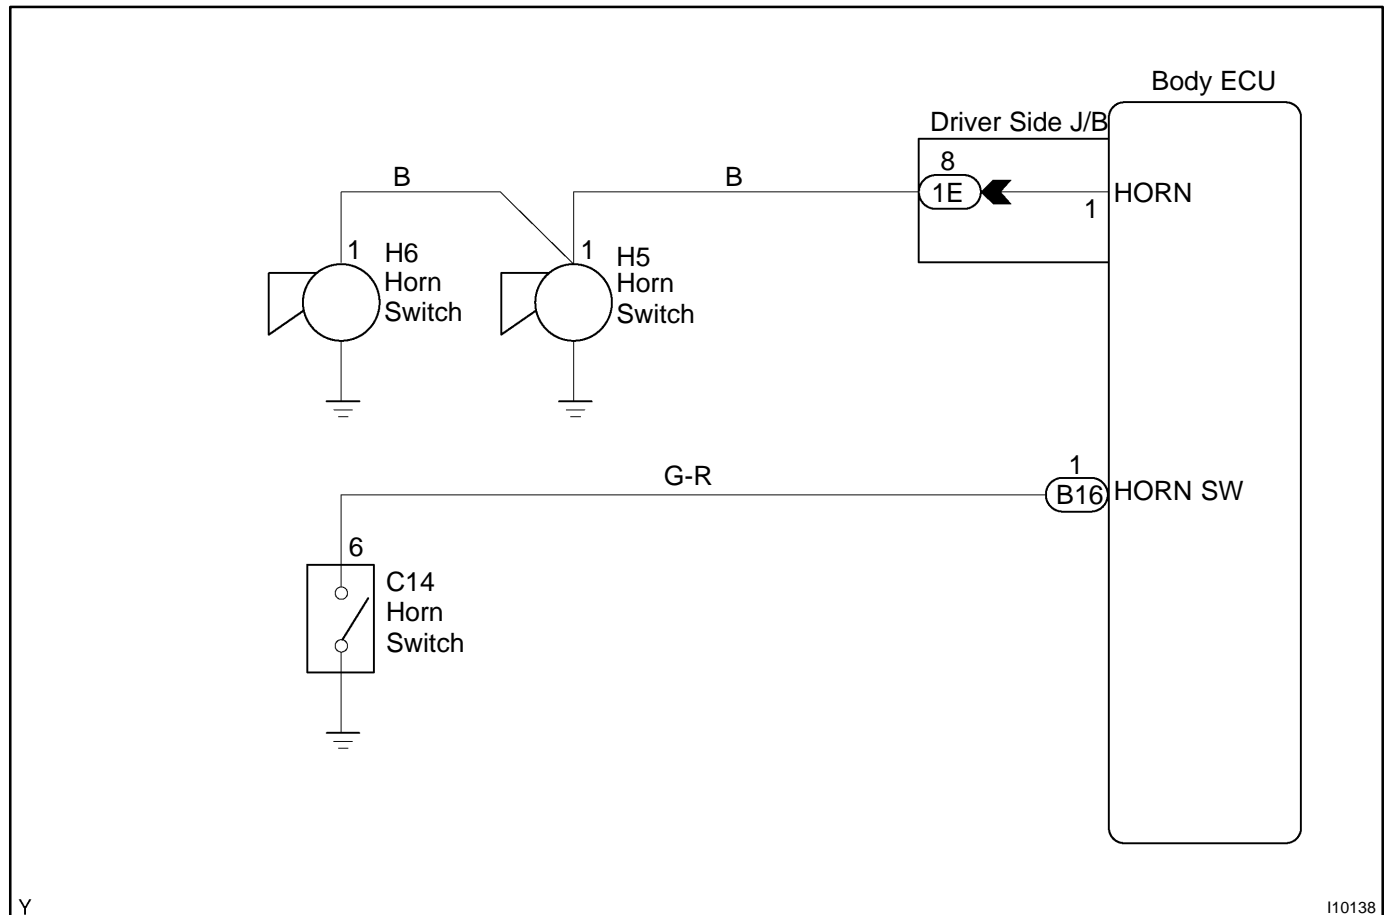 Body ECU
Driver Side J/B
8
1E
1
HORN
B
B
1
H6
Horn
Switch
1
H5
Horn
Switch
G-R
1
B16
HORN SW
6
C14
Horn
Switch
Y
I10138